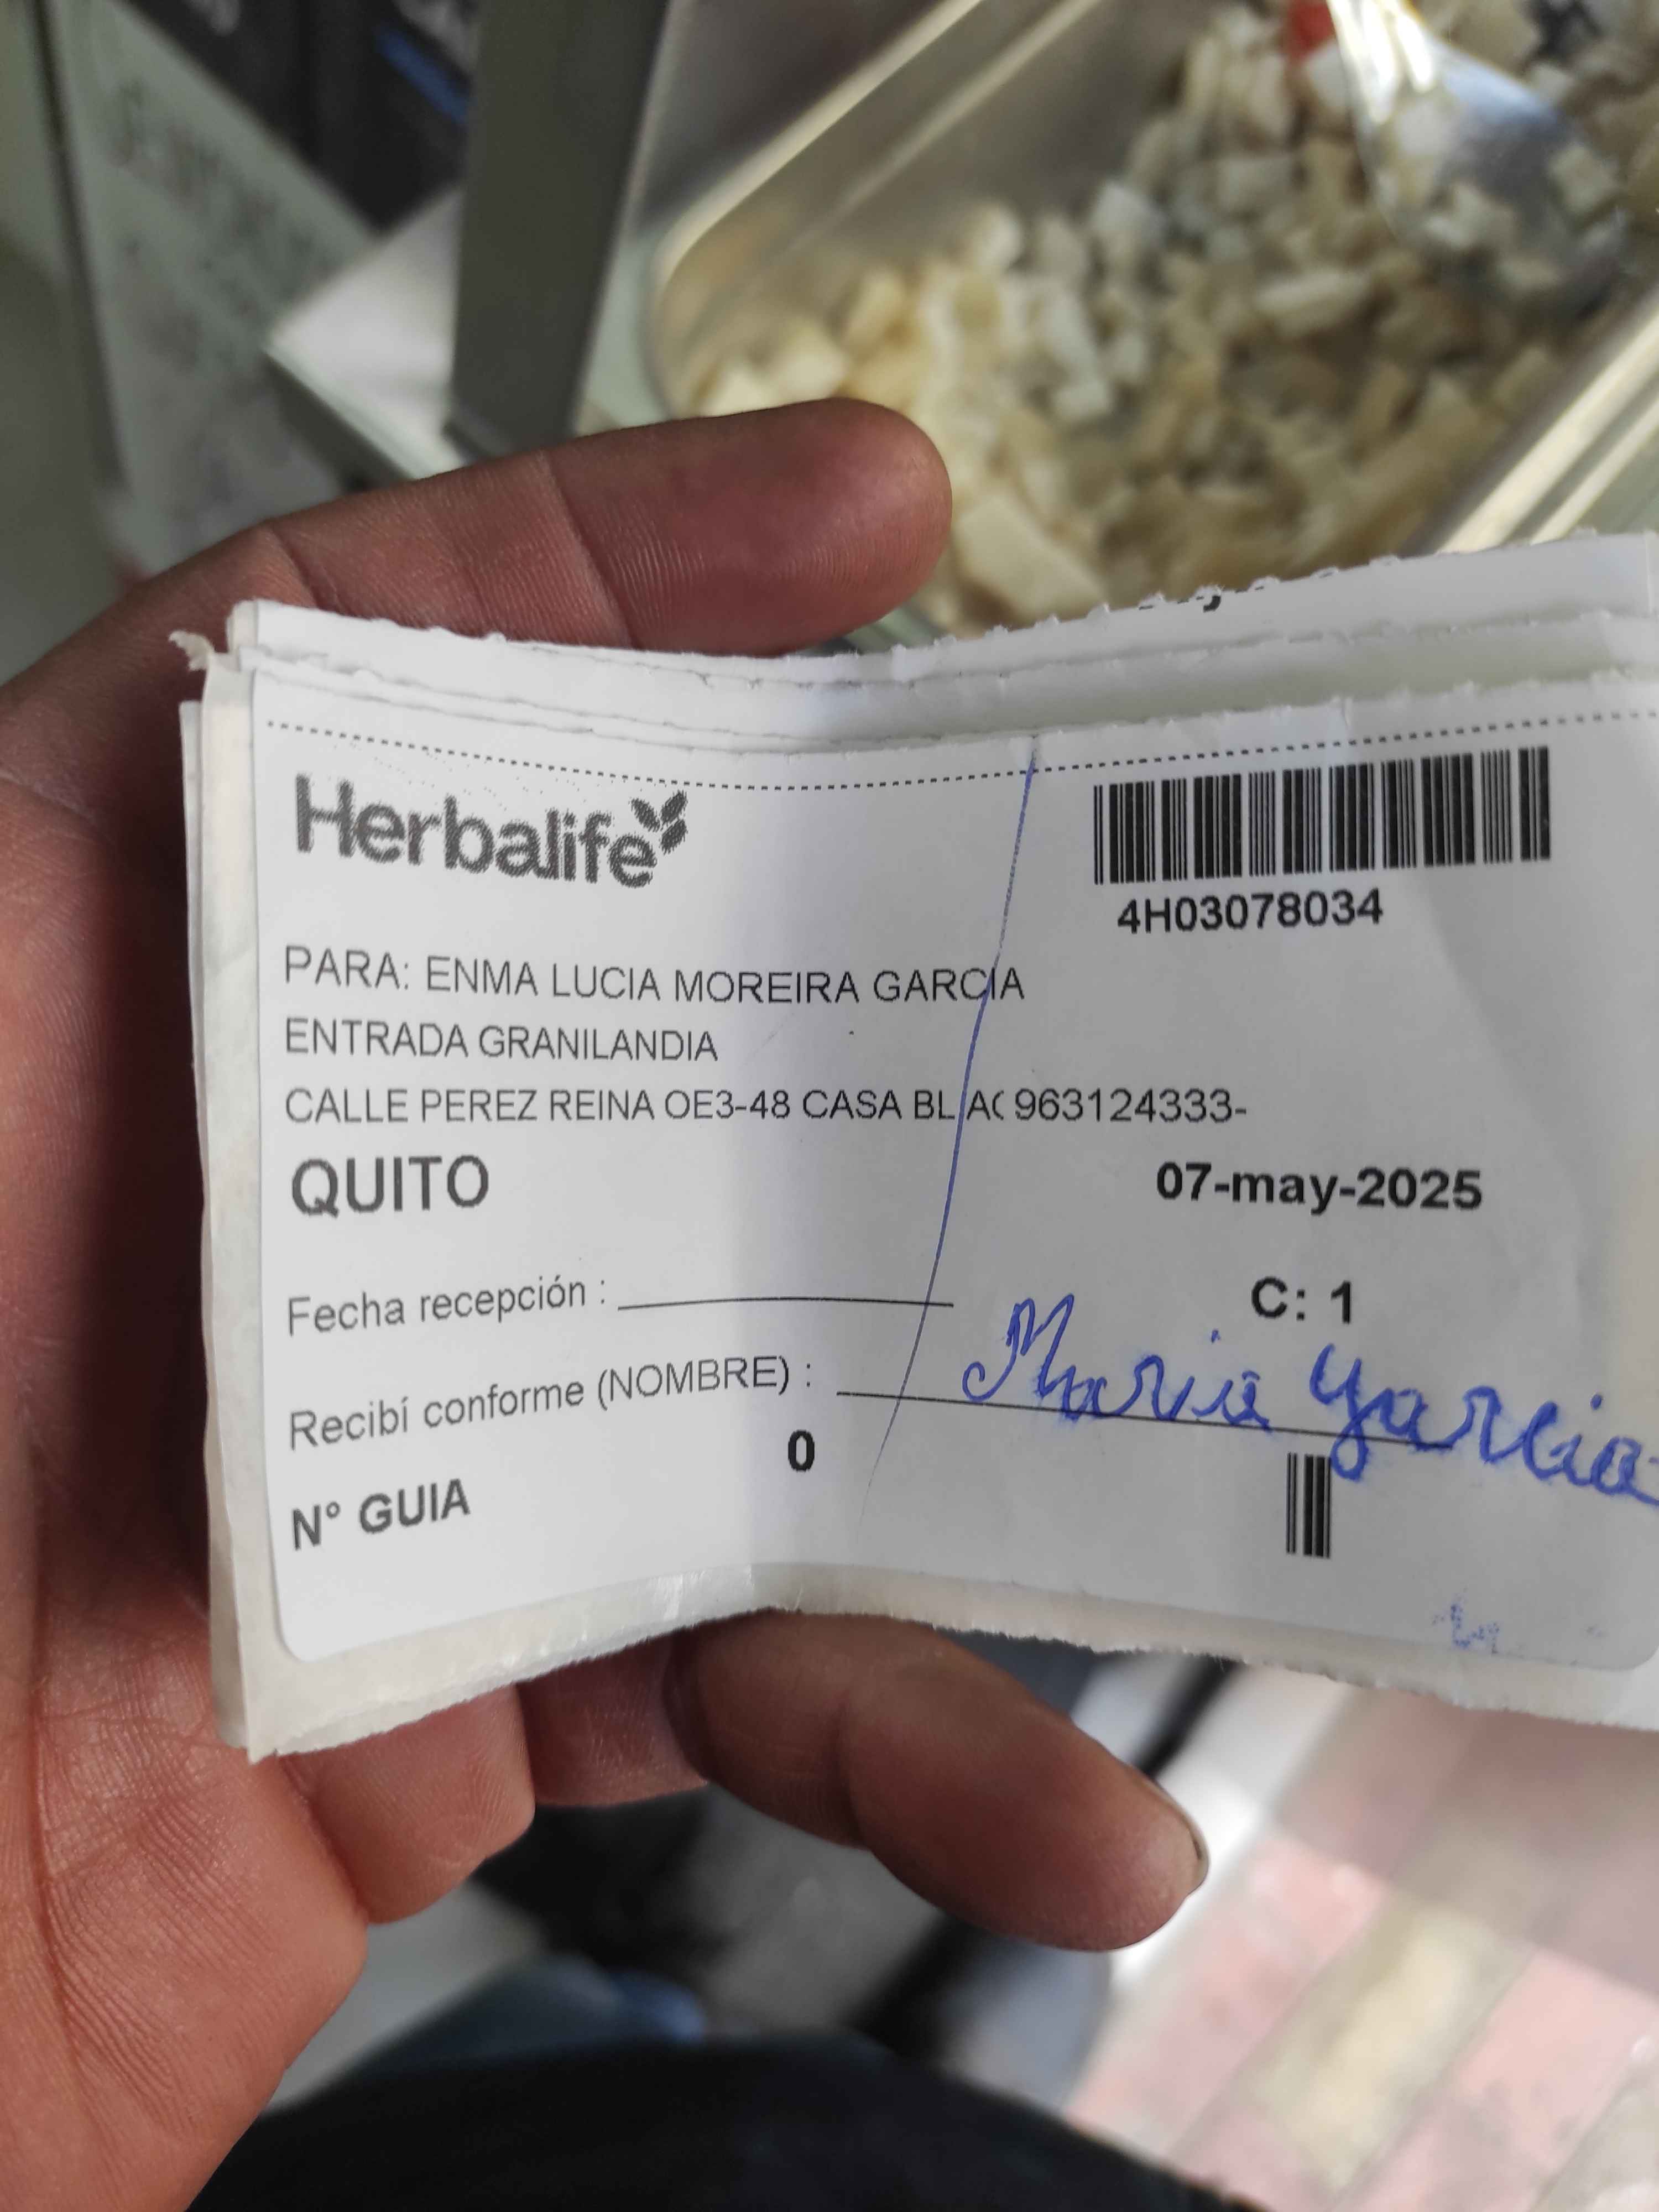 Herbalife
4H03078034
PARA: ENMA LUCIA MOREIRA GARCIA
ENTRADA GRANILANDIA
CALLE PEREZ REINA OE3-48 CASA BLAC 963124333-
QUITO
07-may-2025
Fecha recepción :
C: 1
Recibí conforme (NOMBRE) : Maria Garcia
0
N° GUIA